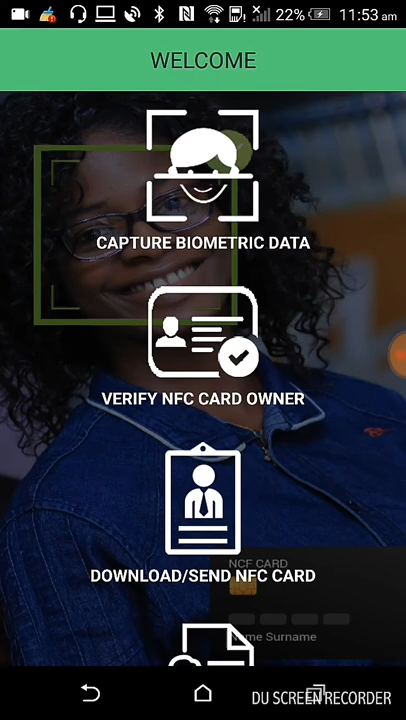 22% 11:53 am
WELCOME
CAPTURE BIOMETRIC DATA
VERIFY NFC CARD OWNER
NCF CARD
DOWNLOAD/SEND NFC CARD
Name Surname
DU SCREEN RECORDER